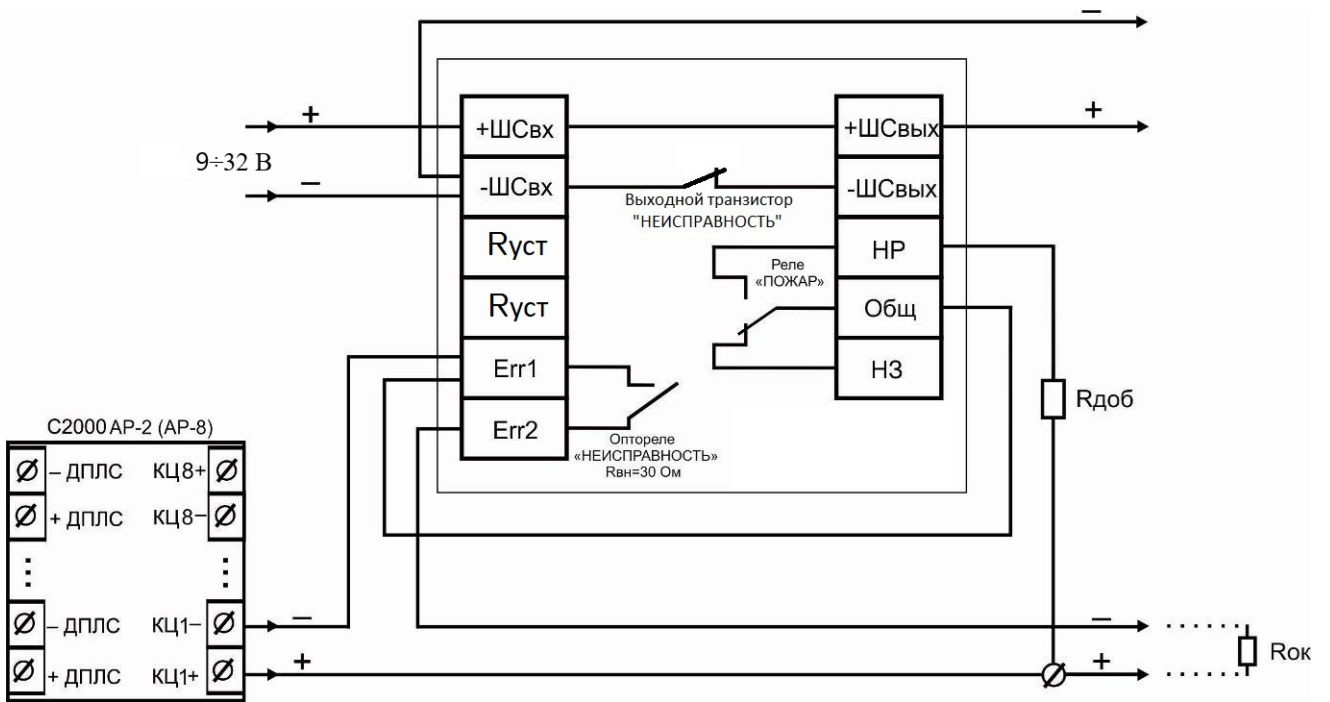 –
+
+
9÷32 В
–
+ШСвх
-ШСвх
Rуст
Rуст
Err1
Err2
Выходной транзистор
"НЕИСПРАВНОСТЬ"
Реле
«ПОЖАР»
Оптореле
«НЕИСПРАВНОСТЬ»
Rвн=30 Ом
+ШСвых
-ШСвых
НР
Общ
НЗ
Rдоб
С2000 АР-2 (АР-8)
– ДПЛС КЦ8+
+ ДПЛС КЦ8–
– ДПЛС КЦ1–
+ ДПЛС КЦ1+
–
+
–
+
Rок